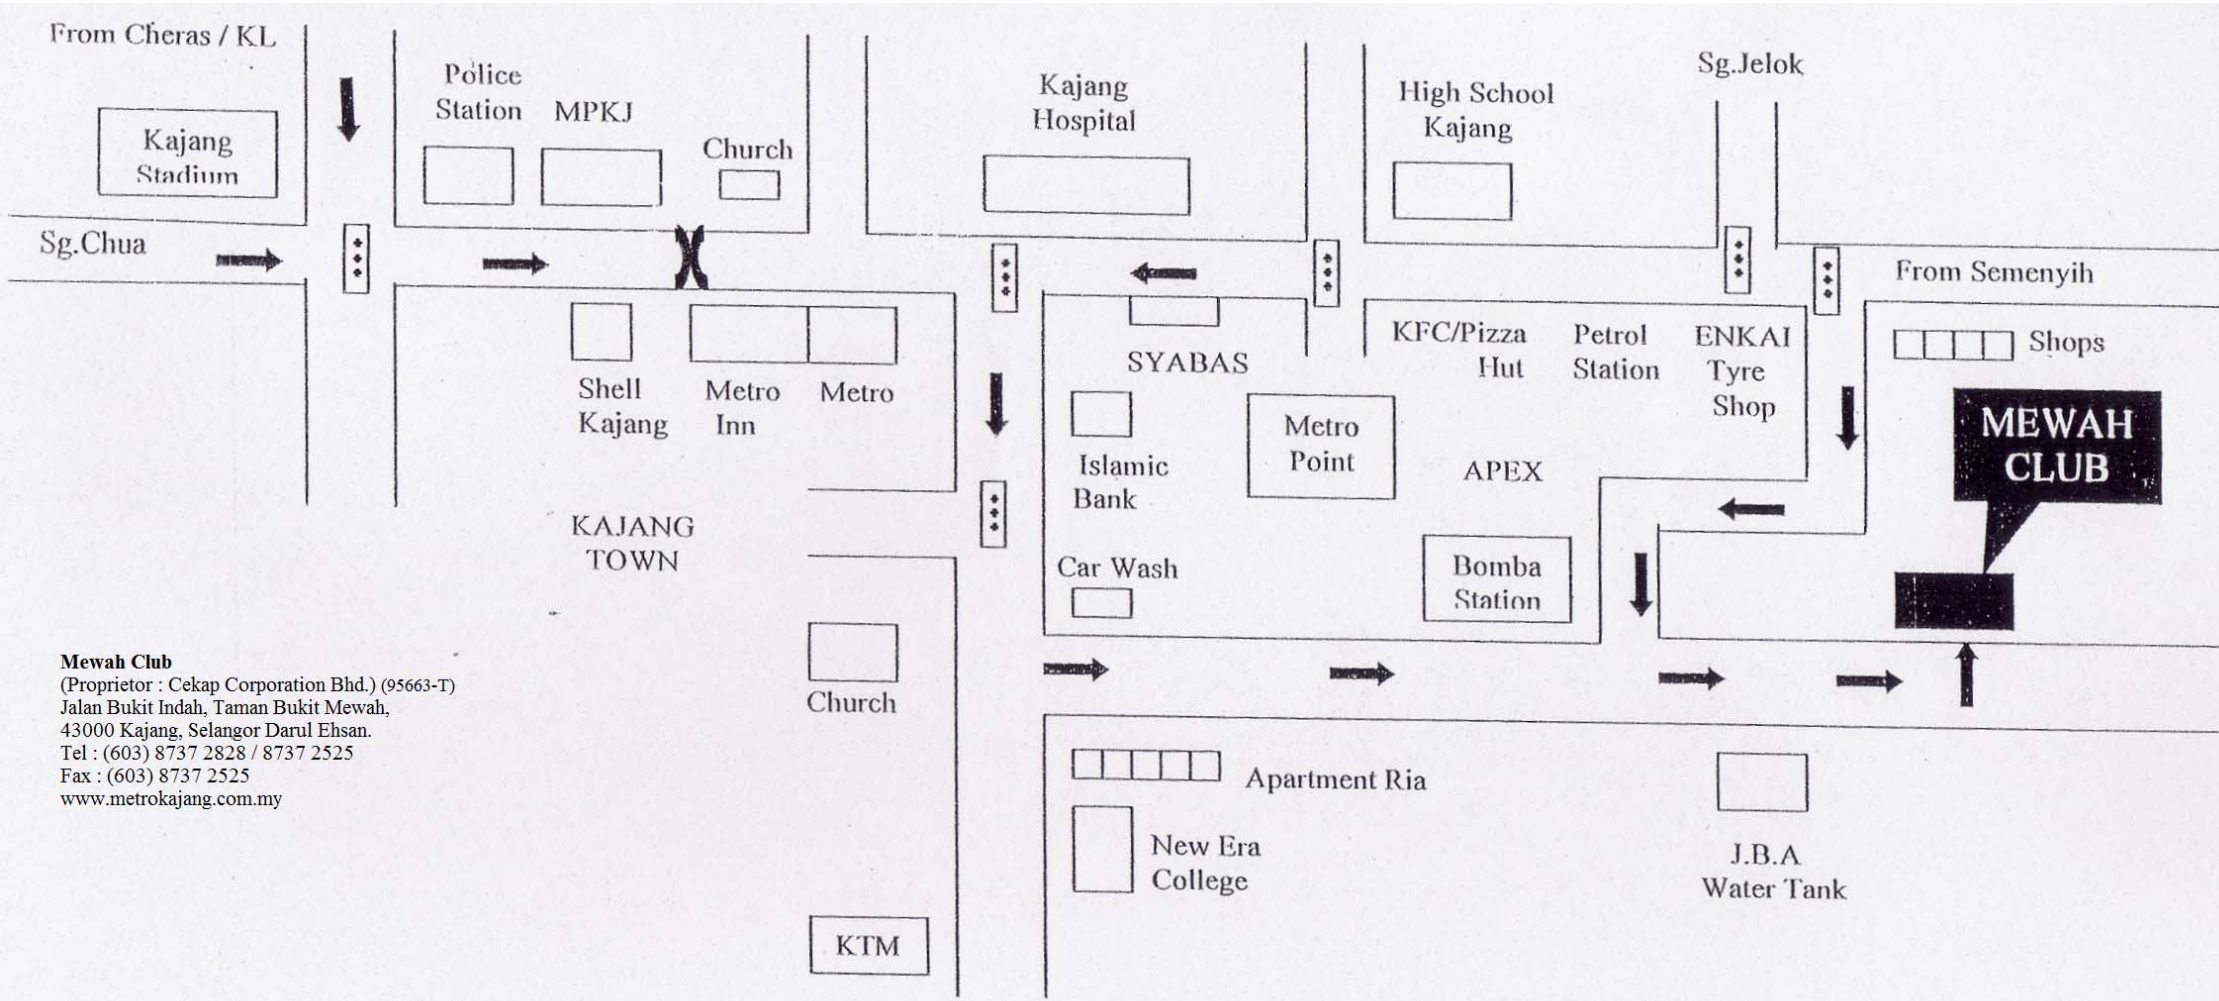 From Cheras / KL
Kajang
Stadium
Police
Station
MPKJ
Church
Kajang
Hospital
High School
Kajang
Sg.Jelok
Sg.Chua
From Semenyih
Shell
Kajang
Metro
Inn
Metro
SYABAS
Islamic
Bank
Metro
Point
KFC/Pizza
Hut
Petrol
Station
ENKAI
Tyre
Shop
Shops
MEWAH
CLUB
APEX
KAJANG
TOWN
Car Wash
Bomba
Station
Church
Mewah Club
(Proprietor : Cekap Corporation Bhd.) (95663-T)
Jalan Bukit Indah, Taman Bukit Mewah,
43000 Kajang, Selangor Darul Ehsan.
Tel : (603) 8737 2828 / 8737 2525
Fax : (603) 8737 2525
www.metrokajang.com.my
Apartment Ria
New Era
College
J.B.A
Water Tank
KTM